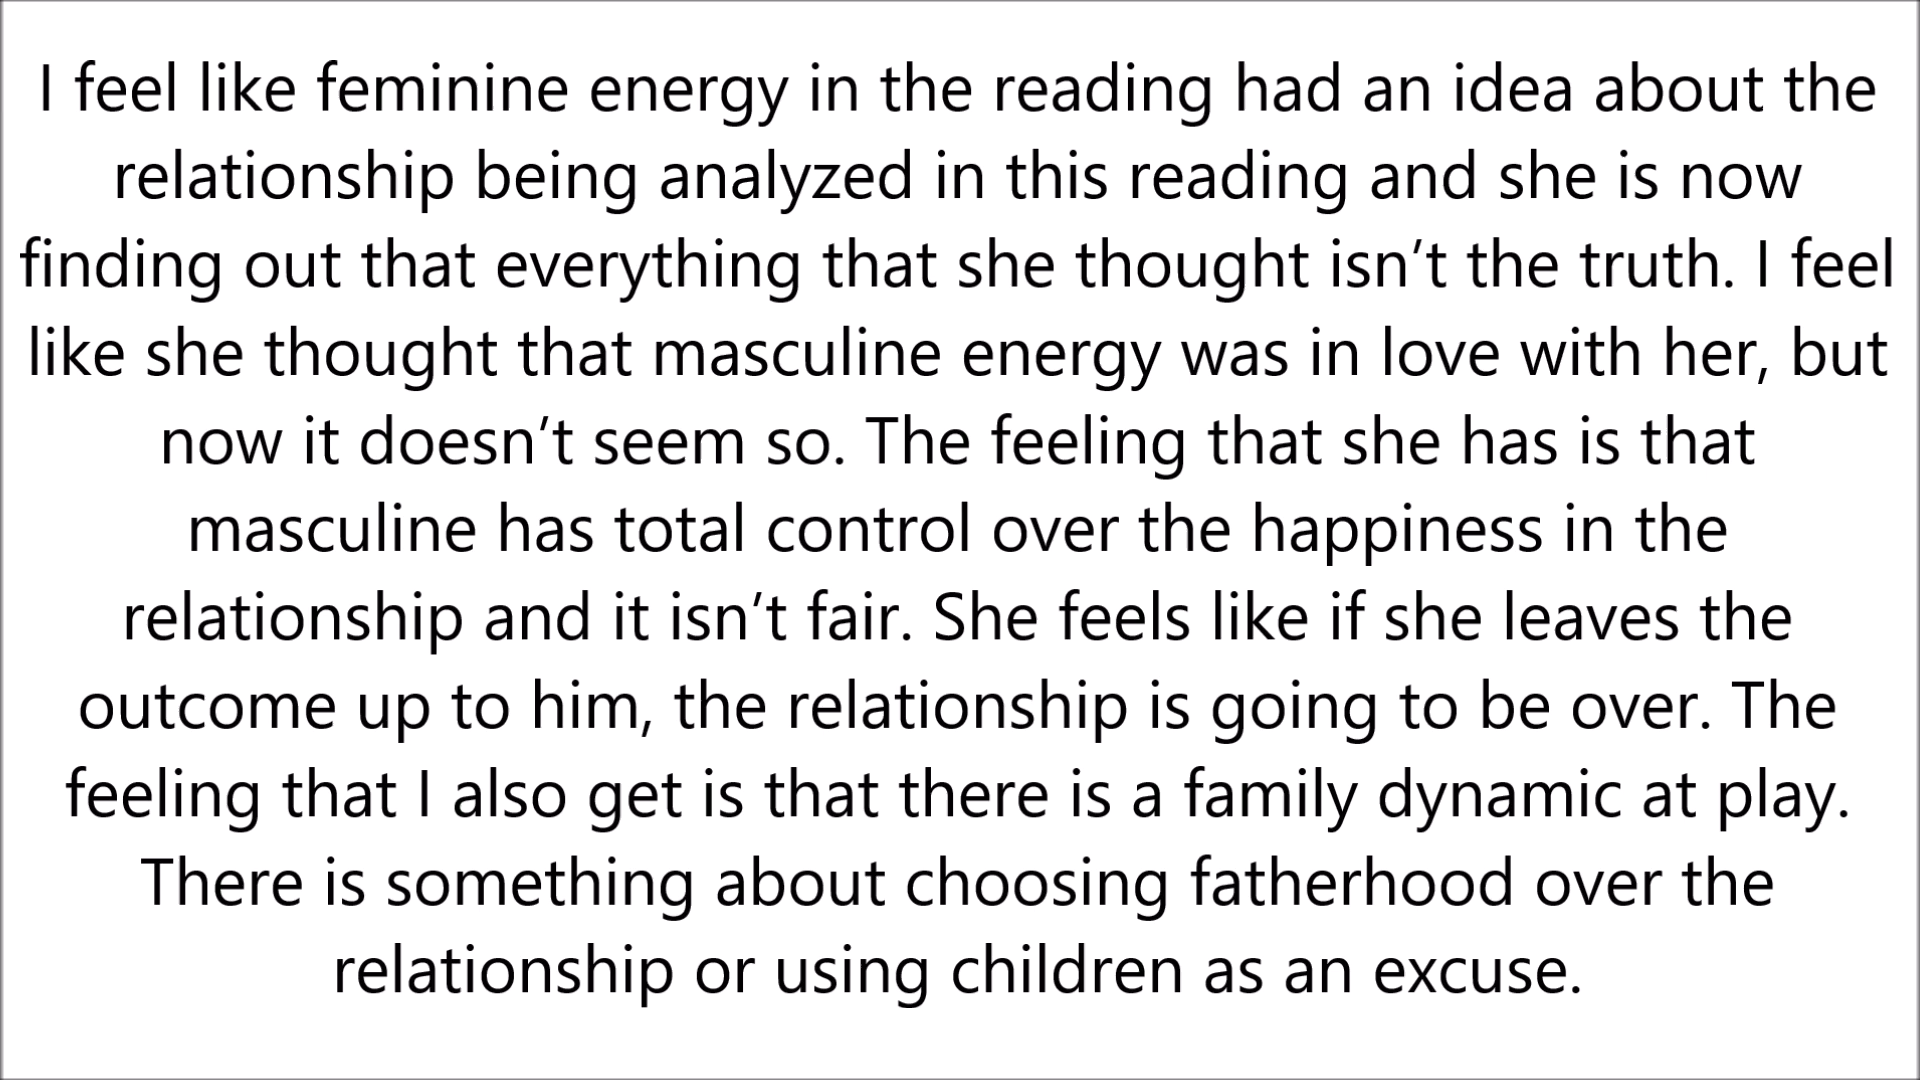 I feel like feminine energy in the reading had an idea about the
relationship being analyzed in this reading and she is now
finding out that everything that she thought isn’t the truth. I feel
like she thought that masculine energy was in love with her, but
now it doesn’t seem so. The feeling that she has is that
masculine has total control over the happiness in the
relationship and it isn’t fair. She feels like if she leaves the
outcome up to him, the relationship is going to be over. The
feeling that I also get is that there is a family dynamic at play.
There is something about choosing fatherhood over the
relationship or using children as an excuse.